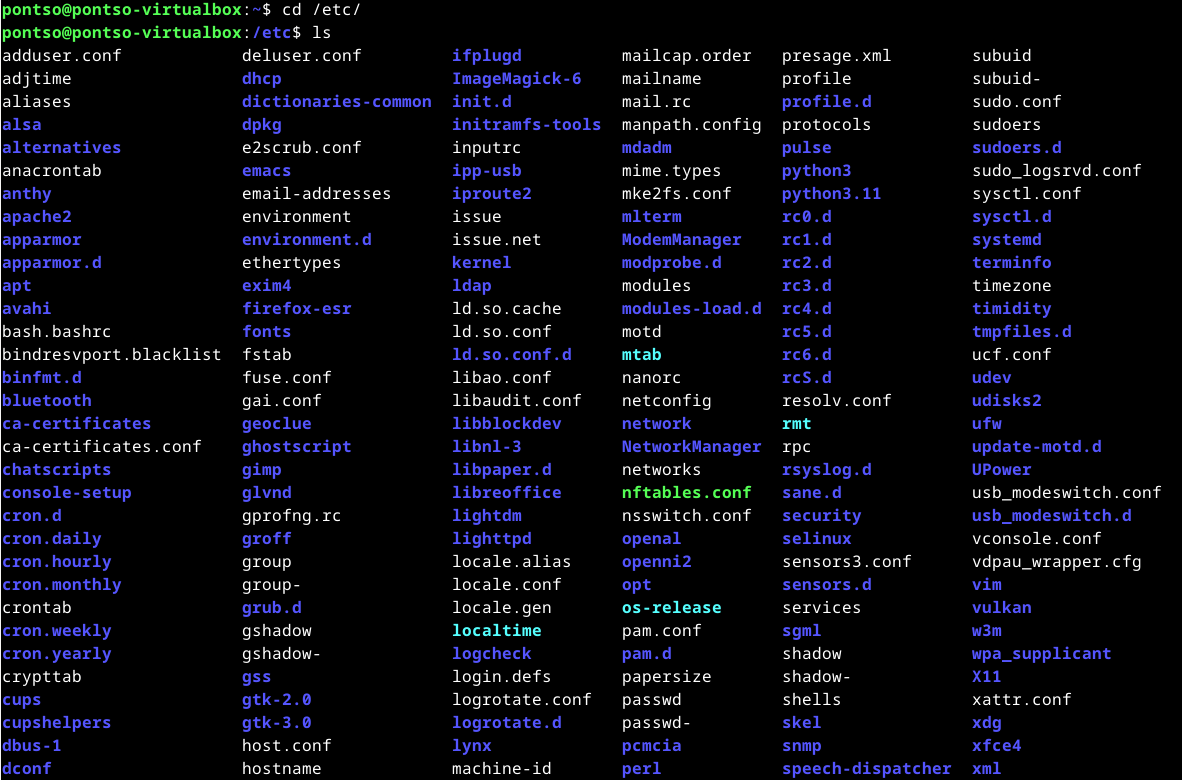 pontso@pontso-virtualbox:~$ cd /etc/
pontso@pontso-virtualbox:/etc$ ls
adduser.conf deluser.conf ifplugd mailcap.order presage.xml subuid
adjtime dhcp ImageMagick-6 mailname profile subuid-
aliases dictionaries-common init.d mail.rc profile.d sudo.conf
alsa dpkg initramfs-tools manpath.config protocols sudoers
alternatives e2scrub.conf inputrc mdadm pulse sudoers.d
anacrontab emacs ipp-usb mime.types python3 sudo_logsrvd.conf
anthy email-addresses iproute2 mke2fs.conf python3.11 sysctl.conf
apache2 environment issue mlterm rc0.d sysctl.d
apparmor environment.d issue.net ModemManager rc1.d systemd
apparmor.d ethertypes kernel modprobe.d rc2.d terminfo
apt exim4 ldap modules rc3.d timezone
avahi firefox-esr ld.so.cache modules-load.d rc4.d timidity
bash.bashrc fonts ld.so.conf motd rc5.d tmpfiles.d
bindresvport.blacklist fstab ld.so.conf.d mtab rc6.d ucf.conf
binfmt.d fuse.conf libao.conf nanorc rcS.d udev
bluetooth gai.conf libaudit.conf netconfig resolv.conf udisks2
ca-certificates geoclue libblockdev network rmt ufw
ca-certificates.conf ghostscript libnl-3 NetworkManager rpc update-motd.d
chatscripts gimp libpaper.d networks rsyslog.d UPower
console-setup glvnd libreoffice nftables.conf sane.d usb_modeswitch.conf
cron.d gprofng.rc lightdm nsswitch.conf security usb_modeswitch.d
cron.daily groff lighttpd openal selinux vconsole.conf
cron.hourly group locale.alias openni2 sensors3.conf vdpau_wrapper.cfg
cron.monthly group- locale.conf opt sensors.d vim
crontab grub.d locale.gen os-release services vulkan
cron.weekly gshadow localtime pam.conf sgml w3m
cron.yearly gshadow- logcheck pam.d shadow wpa_supplicant
crypttab gss login.defs papersize shadow- X11
cups gtk-2.0 logrotate.conf passwd shells xattr.conf
cupshelpers gtk-3.0 logrotate.d passwd- skel xdg
dbus-1 host.conf lynx pcmcia snmp xfce4
dconf hostname machine-id perl speech-dispatcher xml